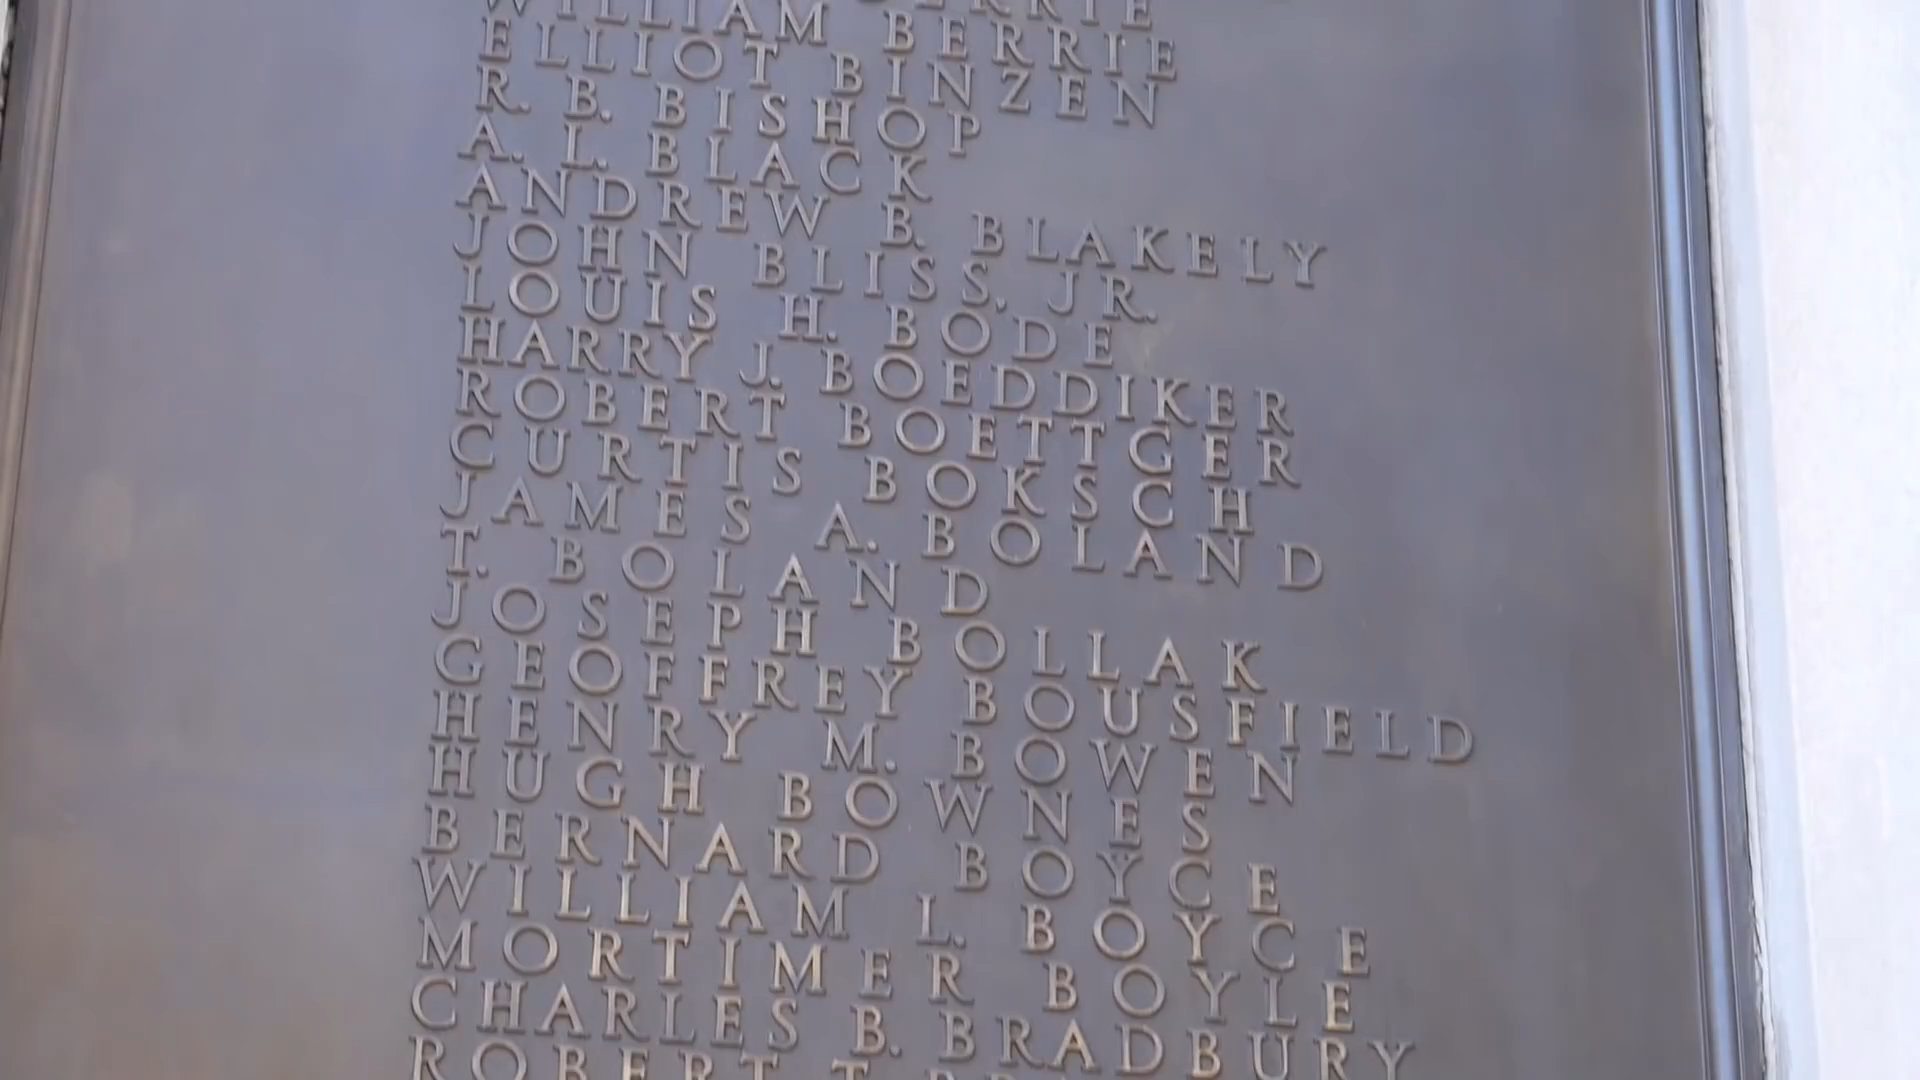 WILLIAM BERRIE
ELLIOT BINZEN
R. B. BISHOP
A. L. BLACK
ANDREW B. BLAKELY
JOHN BLISS, JR.
LOUIS H. BODE
HARRY J. BOEDDIKER
ROBERT BOETTGER
CURTIS BOKSCH
JAMES A. BOLAND
T. BOLAND
JOSEPH BOLLAK
GEOFFREY BOUSFIELD
HENRY M. BOWEN
HUGH BOWNES
BERNARD BOYCE
WILLIAM L. BOYCE
MORTIMER BOYLE
CHARLES B. BRADBURY
ROBERT T.